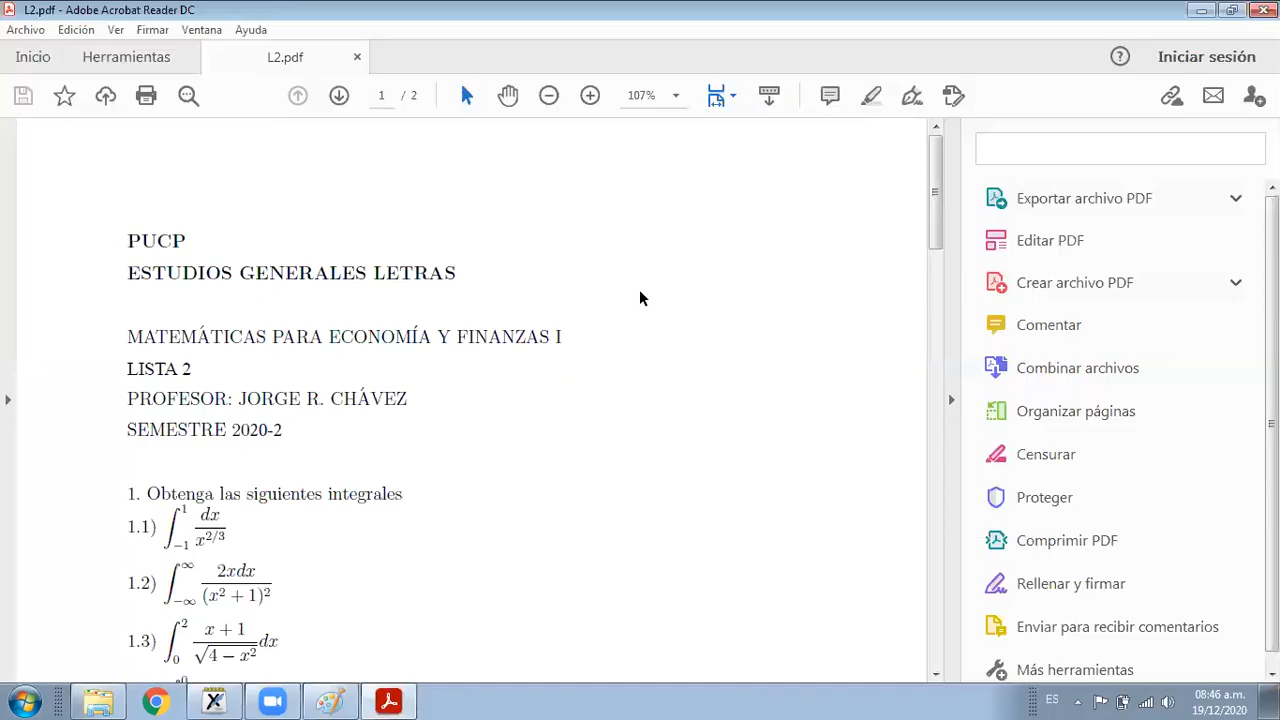 L2.pdf - Adobe Acrobat Reader DC
Archivo Edición Ver Firmar Ventana Ayuda
Inicio Herramientas L2.pdf × Iniciar sesión
1 / 2 107%
PUCP
ESTUDIOS GENERALES LETRAS
MATEMÁTICAS PARA ECONOMÍA Y FINANZAS I
LISTA 2
PROFESOR: JORGE R. CHÁVEZ
SEMESTRE 2020-2
1. Obtenga las siguientes integrales
1.1) ∫_{-1}^{1} dx / x^{2/3}
1.2) ∫_{-∞}^{∞} 2xdx / (x² + 1)²
1.3) ∫_{0}^{2} (x + 1) / √(4 − x²) dx
Exportar archivo PDF
Editar PDF
Crear archivo PDF
Comentar
Combinar archivos
Organizar páginas
Censurar
Proteger
Comprimir PDF
Rellenar y firmar
Enviar para recibir comentarios
Más herramientas
ES
08:46 a.m.
19/12/2020